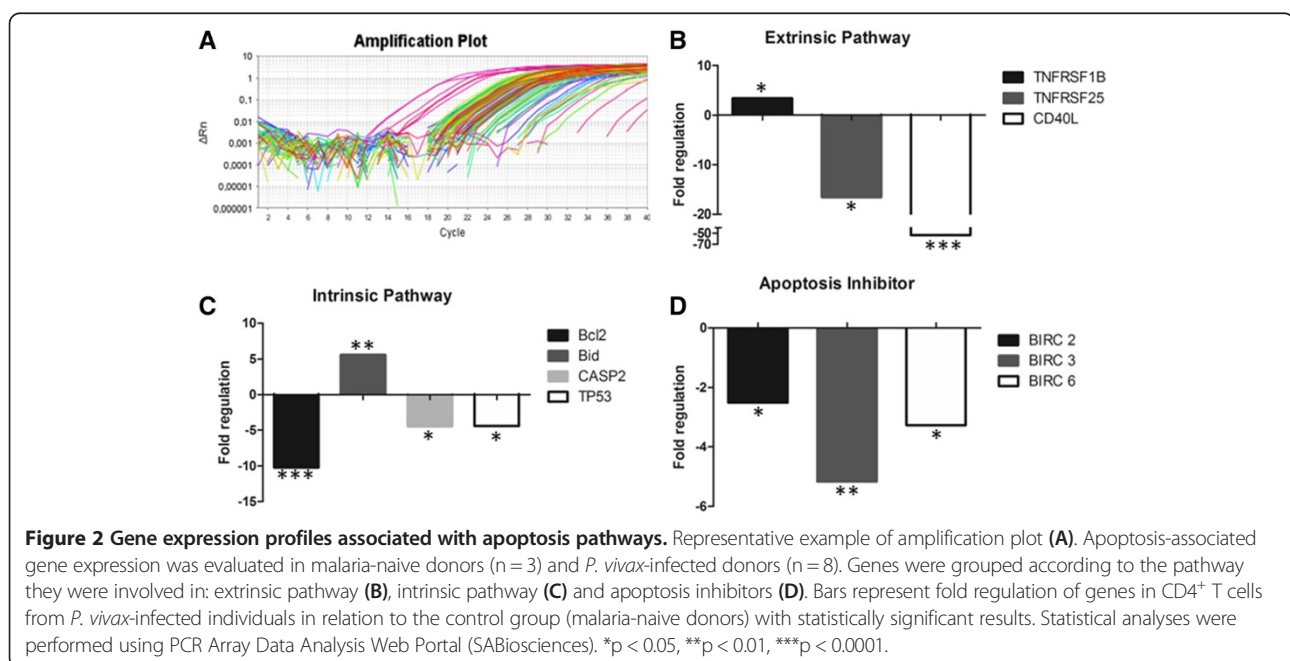 A
Amplification Plot
10
1
0,1
0,01
0.001
0,0001
0,00001
0,000001
ΔRn
2 4 6 8 10 12 14 16 18 20 22 24 26 28 30 32 34 36 38 40
Cycle
B
Extrinsic Pathway
10
0
-10
-20
-50
-70
Fold regulation
*
*
***
TNFRSF1B
TNFRSF25
CD40L
C
Intrinsic Pathway
10
5
0
-5
-10
-15
Fold regulation
***
**
*
*
Bcl2
Bid
CASP2
TP53
D
Apoptosis Inhibitor
0
-2
-4
-6
Fold regulation
*
**
*
BIRC 2
BIRC 3
BIRC 6
Figure 2 Gene expression profiles associated with apoptosis pathways. Representative example of amplification plot (A). Apoptosis-associated
gene expression was evaluated in malaria-naive donors (n = 3) and P. vivax-infected donors (n = 8). Genes were grouped according to the pathway
they were involved in: extrinsic pathway (B), intrinsic pathway (C) and apoptosis inhibitors (D). Bars represent fold regulation of genes in CD4+ T cells
from P. vivax-infected individuals in relation to the control group (malaria-naive donors) with statistically significant results. Statistical analyses were
performed using PCR Array Data Analysis Web Portal (SABiosciences). *p < 0.05, **p < 0.01, ***p < 0.0001.